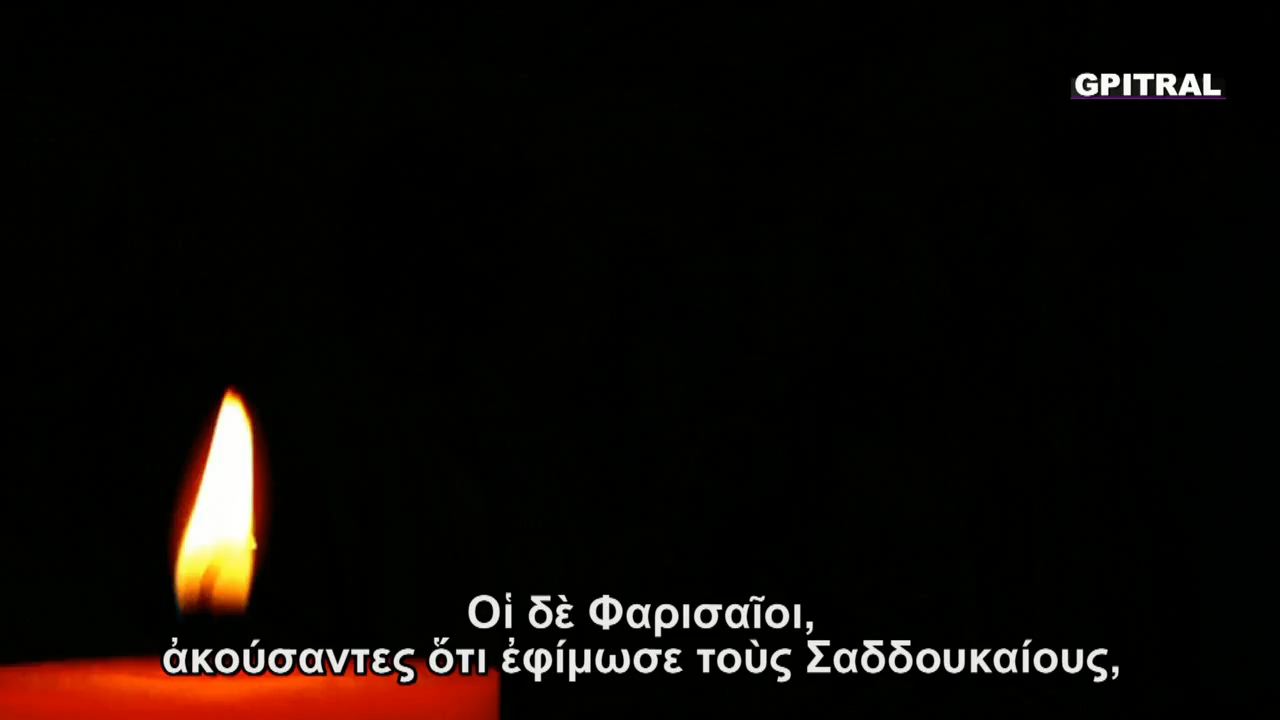 GPITRAL
Οἱ δὲ Φαρισαῖοι,
ἀκούσαντες ὅτι ἐφίμωσε τοὺς Σαδδουκαίους,